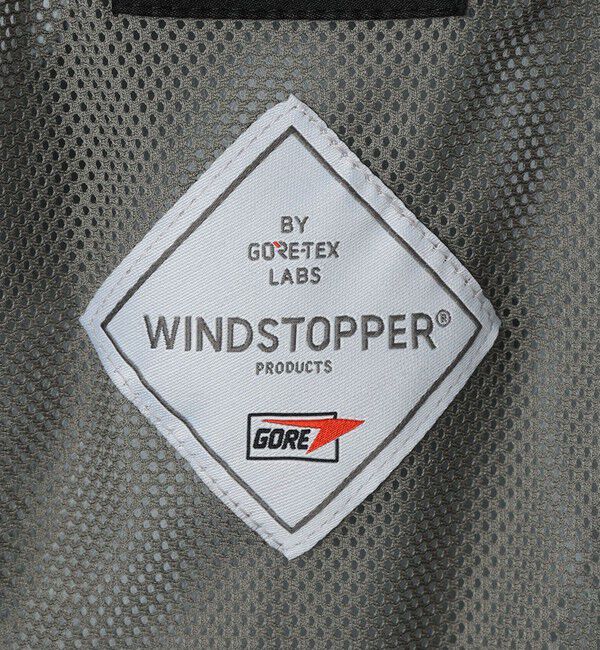 BY
GORE-TEX
LABS
WINDSTOPPER®
PRODUCTS
GORE